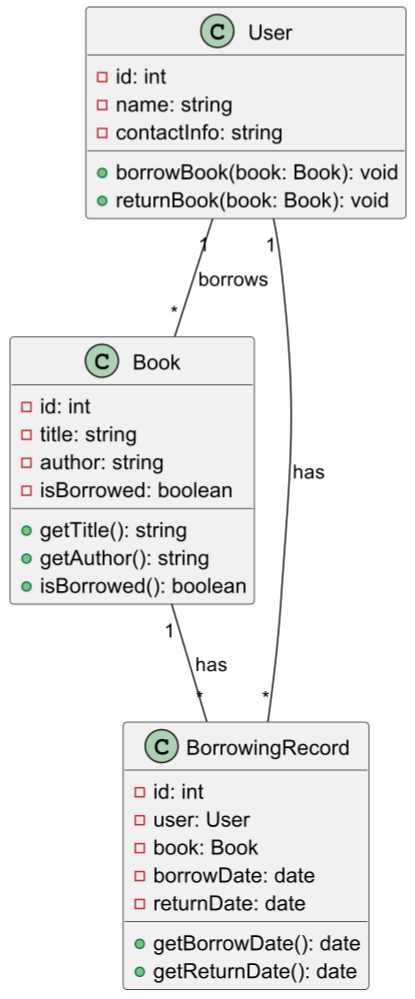 C User
id: int
name: string
contactInfo: string
borrowBook(book: Book): void
returnBook(book: Book): void
1 1
borrows
*
C Book
id: int
title: string
author: string
isBorrowed: boolean
has
getTitle(): string
getAuthor(): string
isBorrowed(): boolean
1
has
* *
C BorrowingRecord
id: int
user: User
book: Book
borrowDate: date
returnDate: date
getBorrowDate(): date
getReturnDate(): date